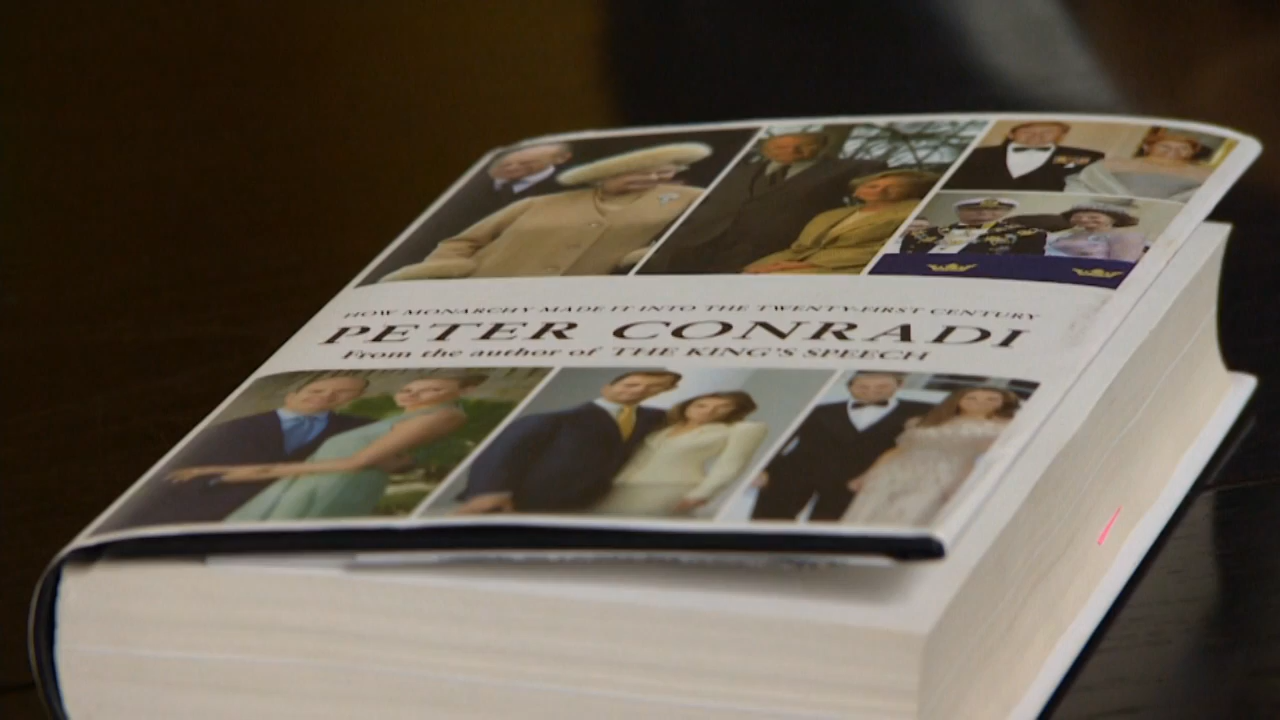 HOW MONARCHY MADE IT INTO THE TWENTY-FIRST CENTURY
PETER CONRADI
From the author of THE KING'S SPEECH